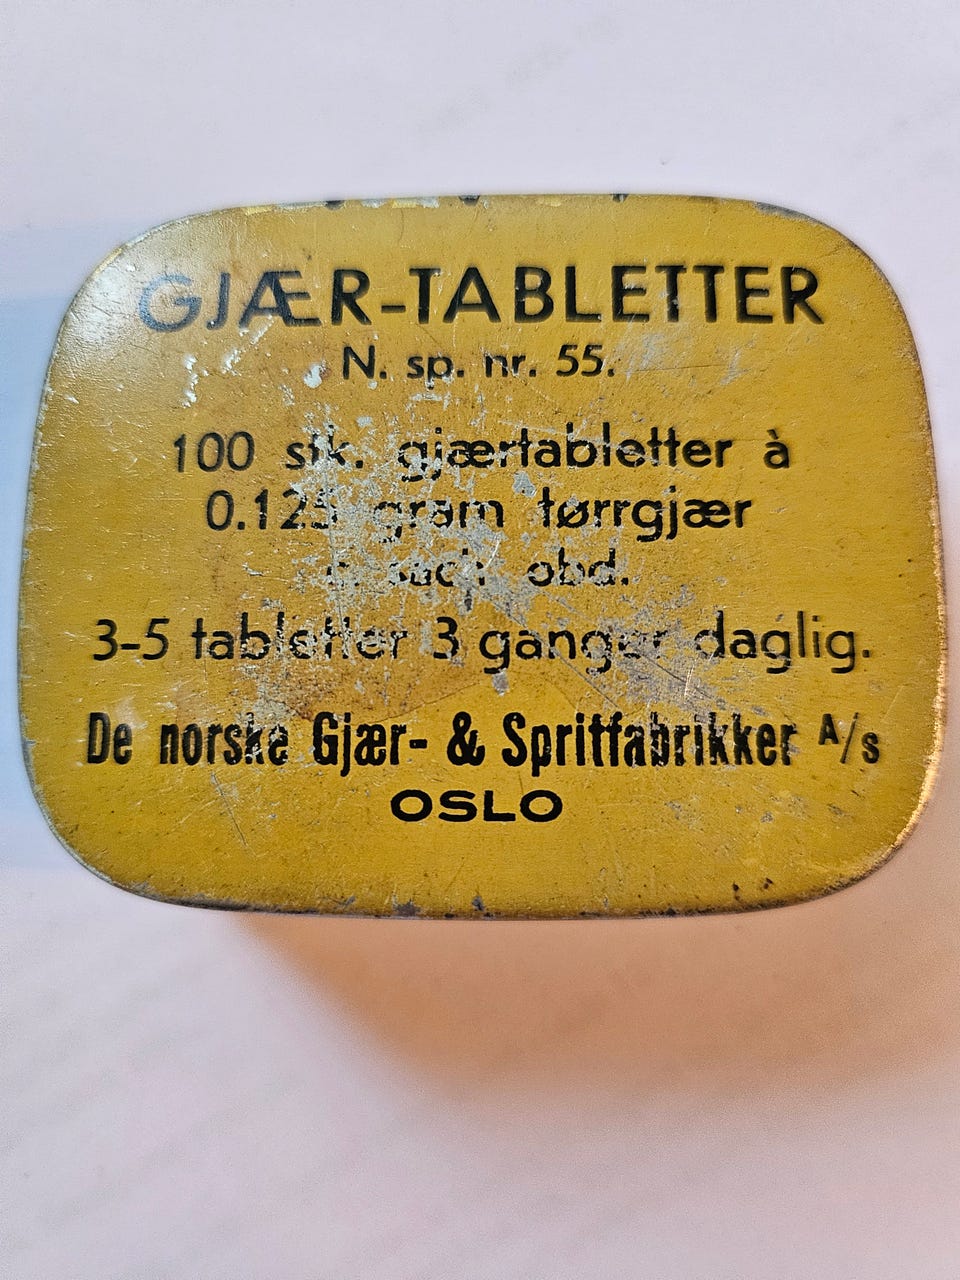 GJÆR-TABLETTER
N. sp. nr. 55.
100 stk. gjærtabletter à
0.125 gram tørrgjær
c. sach. obd.
3-5 tabletter 3 ganger daglig.
De norske Gjær- & Spritfabrikker A/s
OSLO